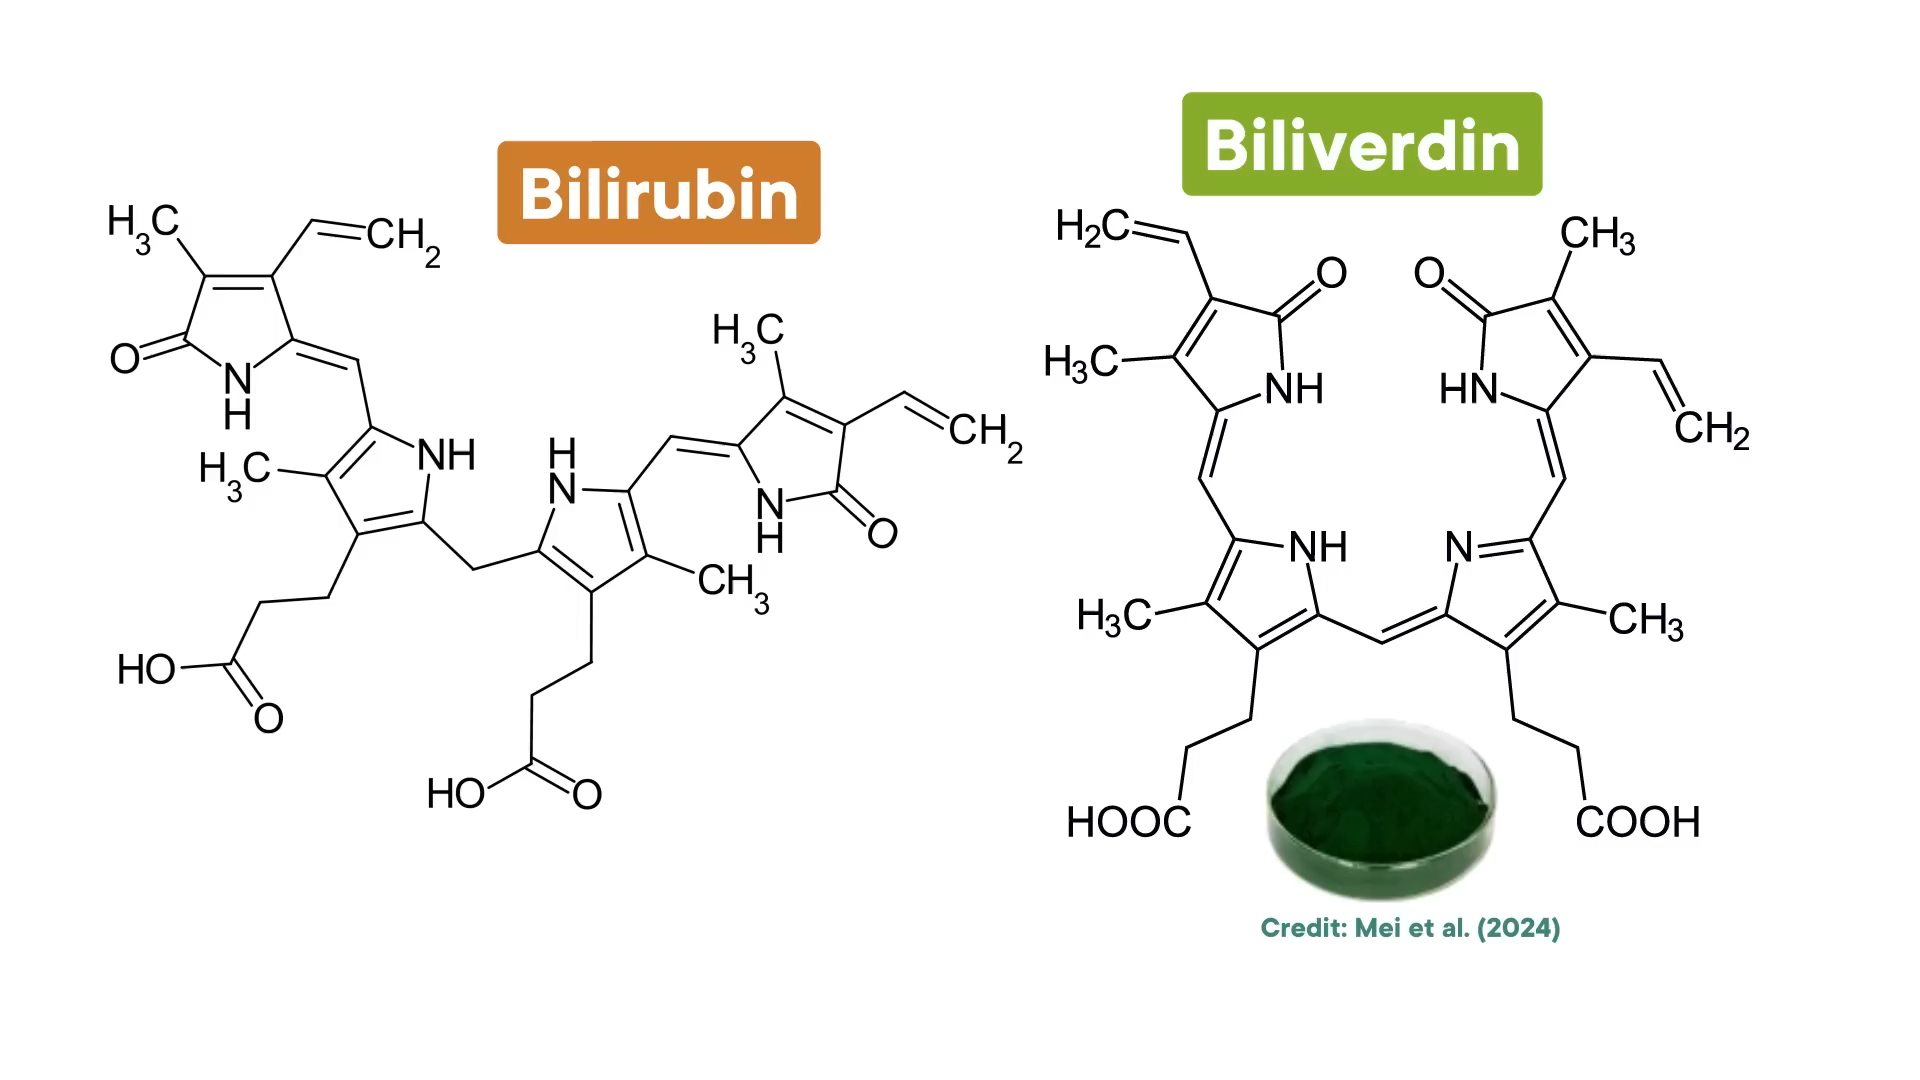 Bilirubin
H3C
CH2
O
N
H
H3C
NH
H
N
H3C
CH2
N
H
O
CH3
HO
O
HO
O
Biliverdin
H2C
CH3
O
O
H3C
NH
HN
CH2
NH
N
H3C
CH3
HOOC
COOH
Credit: Mei et al. (2024)